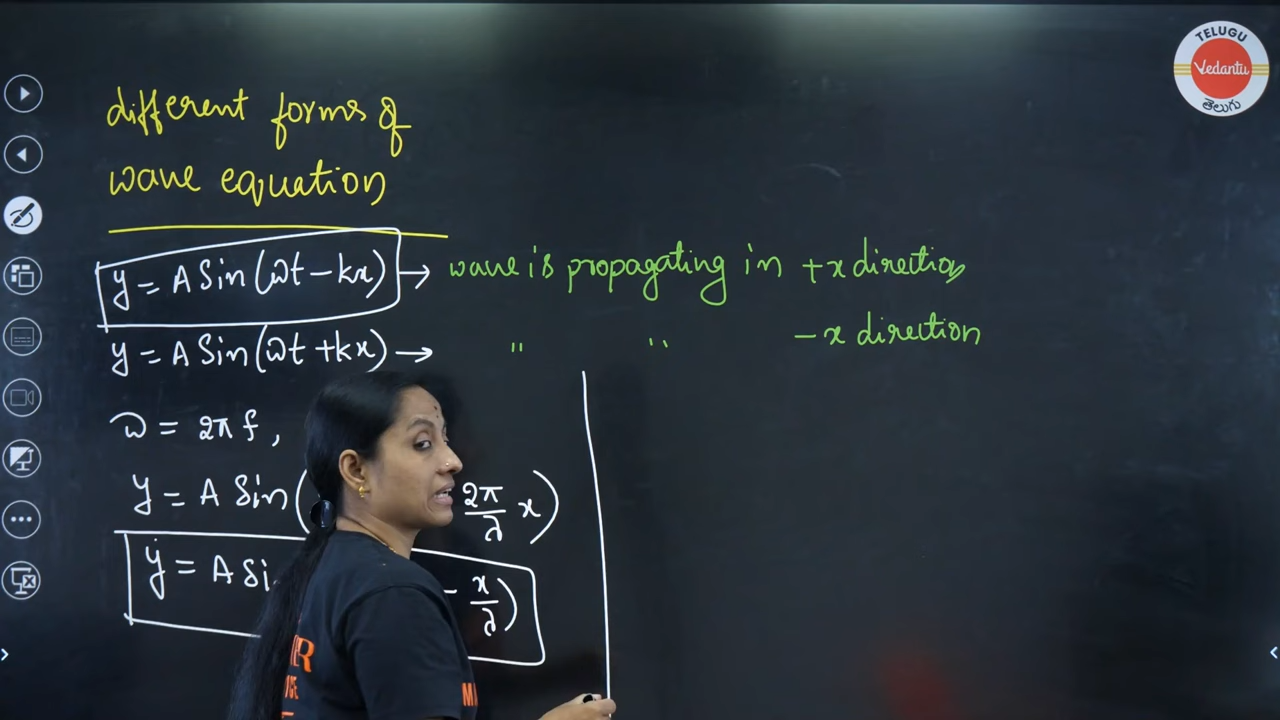 different forms of
wave equation
y = A Sin(ωt - kx) → wave is propagating in +x direction
y = A Sin(ωt + kx) → " " - x direction
ω = 2π f,
y = A Sin( 2π/λ x)
y = A Si - x/λ)
TELUGU
Vedantu
తెలుగు
ER
M